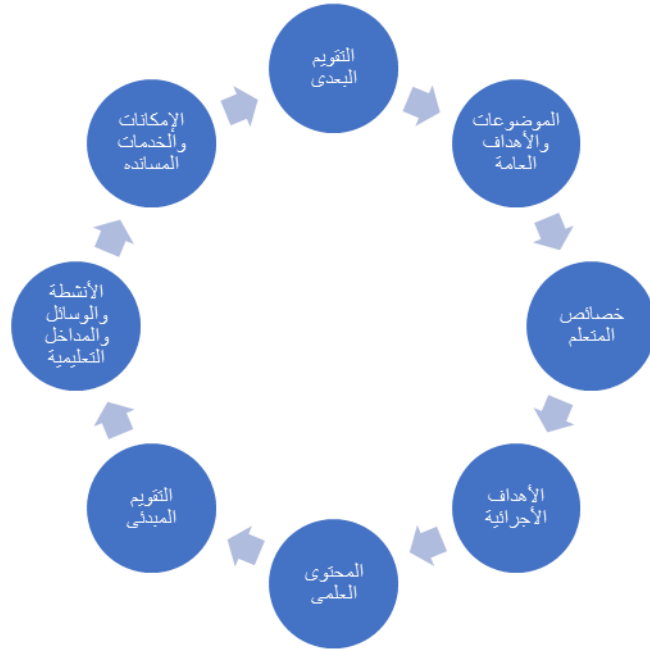 التقويم
البعدى
الموضوعات
والأهداف
العامة
خصائص
المتعلم
الأهداف
الأجرائية
المحتوى
العلمى
التقويم
المبدئى
الأنشطة
والوسائل
والمداخل
التعليمية
الإمكانات
والخدمات
المسانده